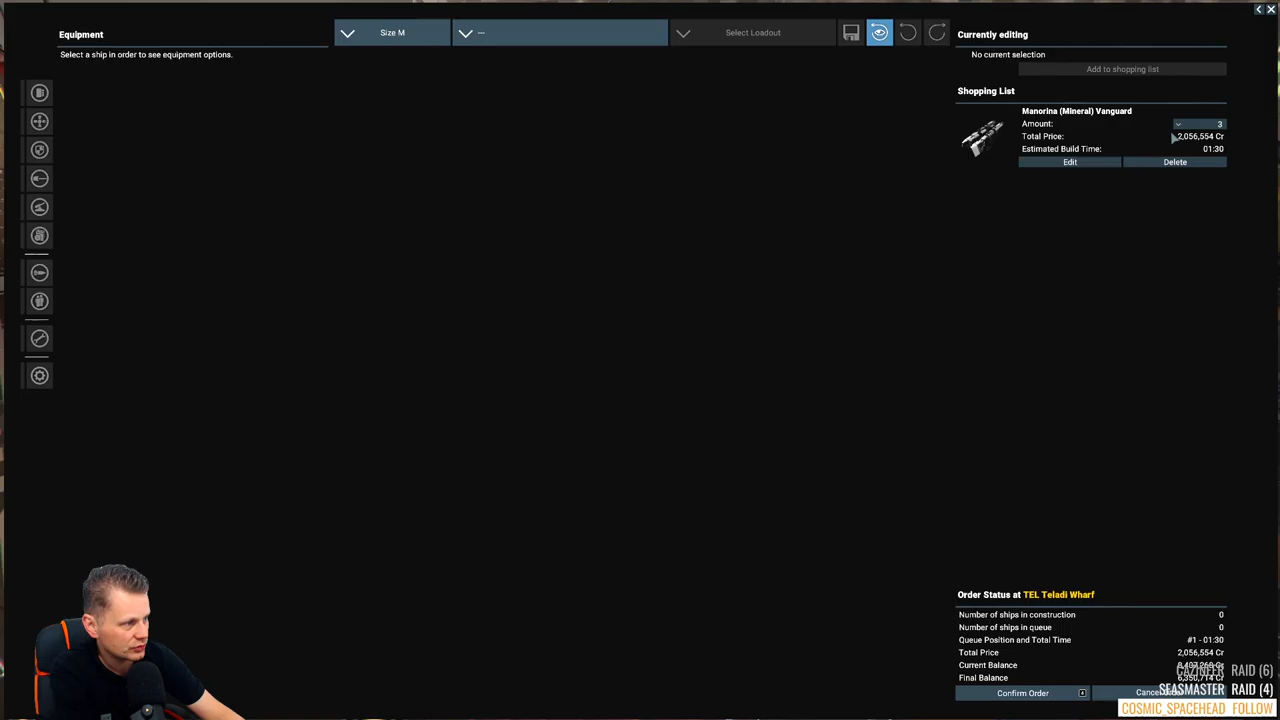 Equipment
Select a ship in order to see equipment options.
Size M
---
Select Loadout
Currently editing
No current selection
Add to shopping list
Shopping List
Manorina (Mineral) Vanguard
Amount: 3
Total Price: 2,056,554 Cr
Estimated Build Time: 01:30
Edit Delete
Order Status at TEL Teladi Wharf
Number of ships in construction 0
Number of ships in queue 0
Queue Position and Total Time #1 - 01:30
Total Price 2,056,554 Cr
Current Balance
CAZINEER RAID (6)
Final Balance
SEASMASTER RAID (4)
Confirm Order
COSMIC_SPACEHEAD FOLLOW